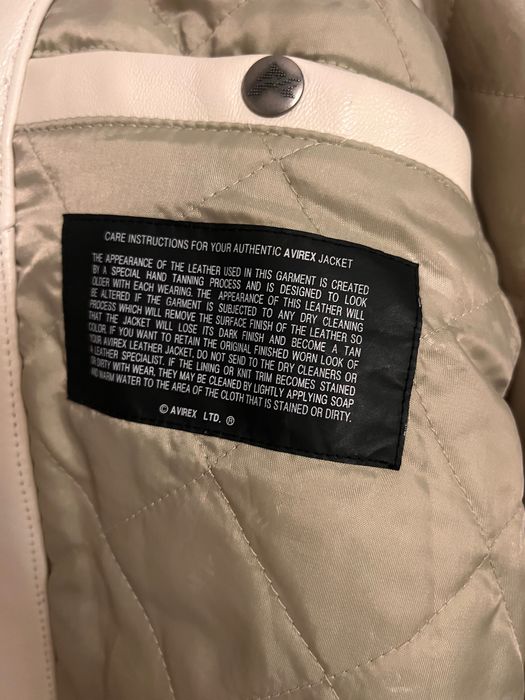 CARE INSTRUCTIONS FOR YOUR AUTHENTIC AVIREX JACKET
THE APPEARANCE OF THE LEATHER USED IN THIS GARMENT IS CREATED
BY A SPECIAL HAND TANNING PROCESS AND IS DESIGNED TO LOOK
OLDER WITH EACH WEARING. THE APPEARANCE OF THIS LEATHER WILL
BE ALTERED IF THE GARMENT IS SUBJECTED TO ANY DRY CLEANING
PROCESS WHICH WILL REMOVE THE SURFACE FINISH OF THE LEATHER SO
THAT THE JACKET WILL LOSE ITS DARK FINISH AND BECOME A TAN
COLOR. IF YOU WANT TO RETAIN THE ORIGINAL FINISHED WORN LOOK OF
YOUR AVIREX LEATHER JACKET, DO NOT SEND TO THE DRY CLEANERS OR
A LEATHER SPECIALIST. IF THE LINING OR KNIT TRIM BECOMES STAINED
OR DIRTY WITH WEAR, THEY MAY BE CLEANED BY LIGHTLY APPLYING SOAP
AND WARM WATER TO THE AREA OF THE CLOTH THAT IS STAINED OR DIRTY.
© AVIREX LTD. ®